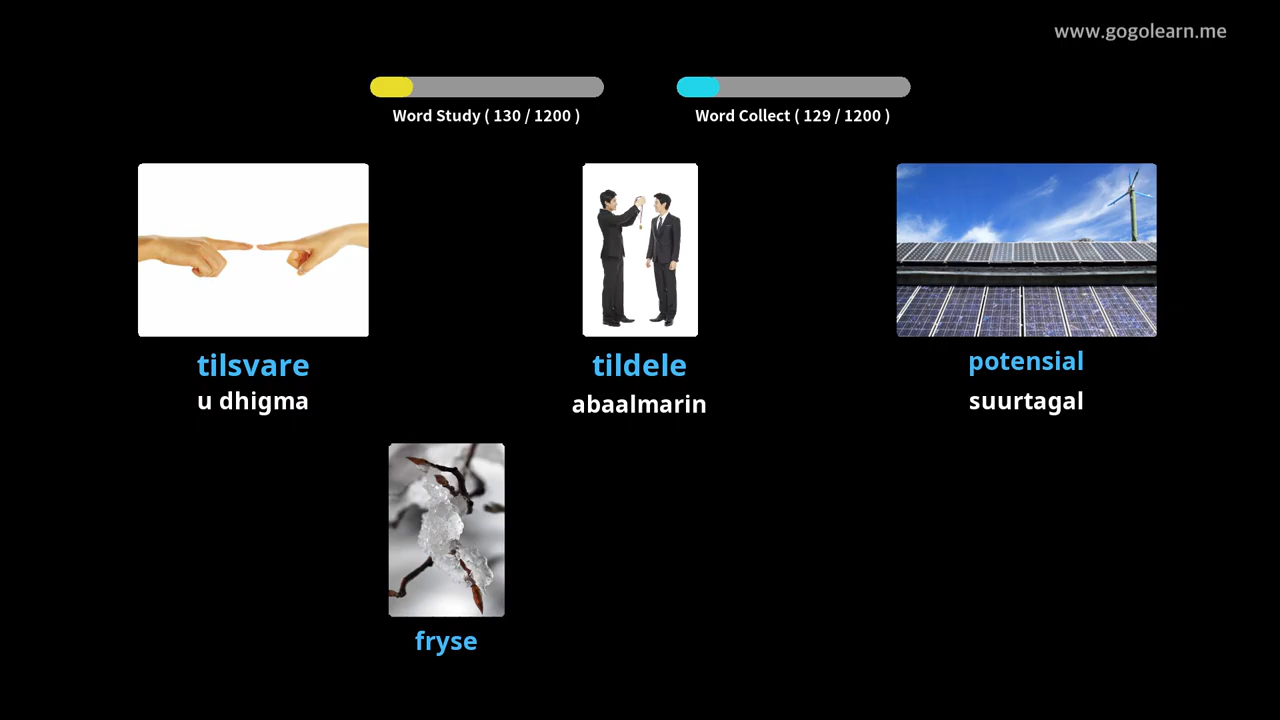 www.gogolearn.me
Word Study ( 130 / 1200 )
Word Collect ( 129 / 1200 )
tilsvare
u dhigma
tildele
abaalmarin
potensial
suurtagal
fryse